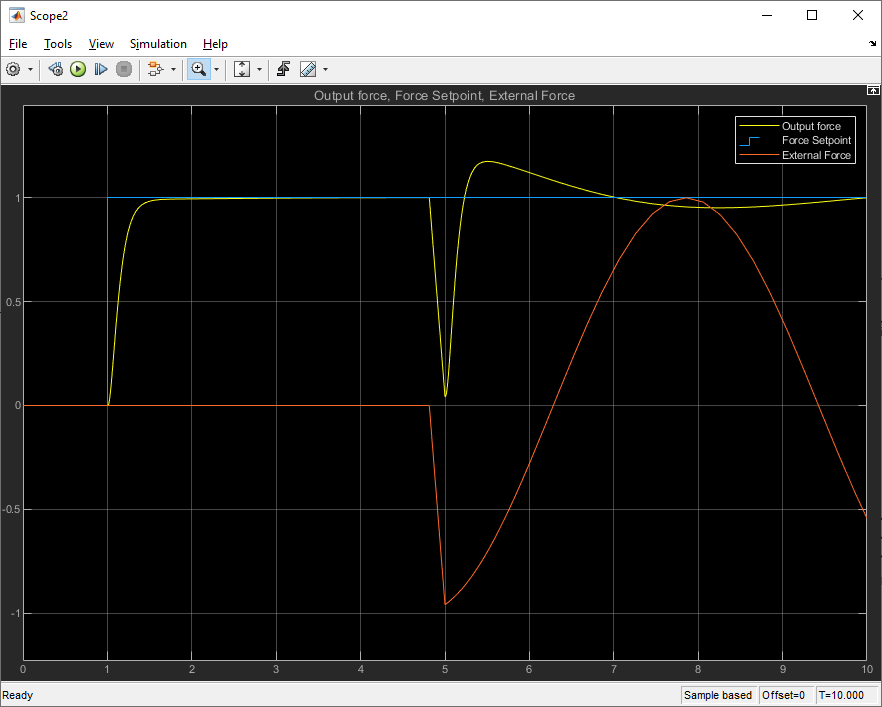 Scope2
File Tools View Simulation Help
Output force, Force Setpoint, External Force
Output force
Force Setpoint
External Force
1
0.5
0
-0.5
-1
0 1 2 3 4 5 6 7 8 9 10
Ready Sample based Offset=0 T=10.000